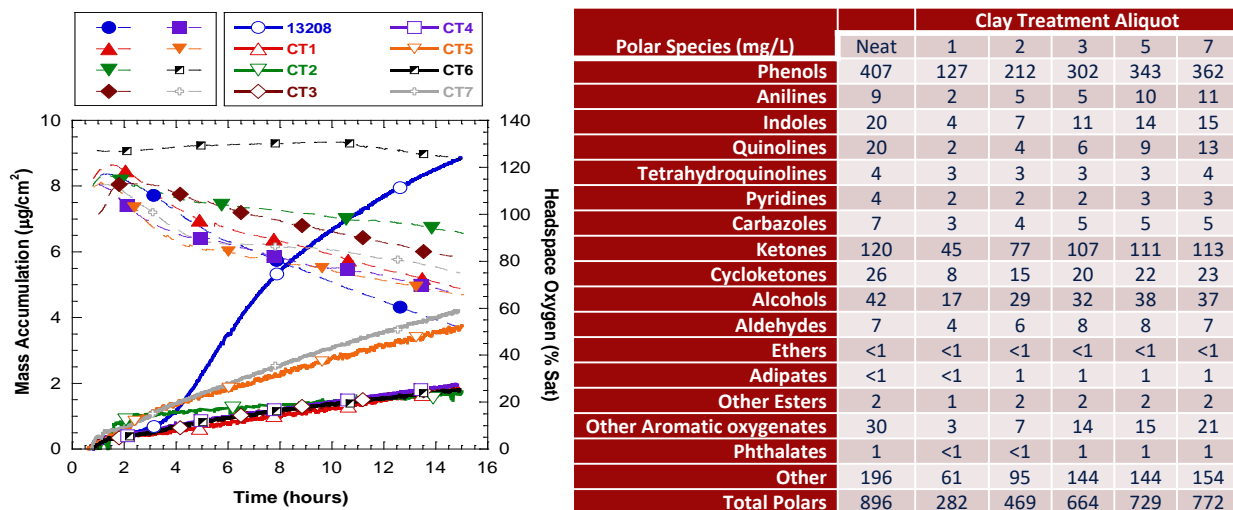 13208
CT4
CT1
CT5
CT2
CT6
CT3
CT7
10
8
6
4
2
0
140
120
100
80
60
40
20
0
0 2 4 6 8 10 12 14 16
Mass Accumulation (µg/cm²)
Headspace Oxygen (% Sat)
Time (hours)
Clay Treatment Aliquot
Polar Species (mg/L) Neat 1 2 3 5 7
Phenols 407 127 212 302 343 362
Anilines 9 2 5 5 10 11
Indoles 20 4 7 11 14 15
Quinolines 20 2 4 6 9 13
Tetrahydroquinolines 4 3 3 3 3 4
Pyridines 4 2 2 2 3 3
Carbazoles 7 3 4 5 5 5
Ketones 120 45 77 107 111 113
Cycloketones 26 8 15 20 22 23
Alcohols 42 17 29 32 38 37
Aldehydes 7 4 6 8 8 7
Ethers <1 <1 <1 <1 <1 <1
Adipates <1 <1 1 1 1 1
Other Esters 2 1 2 2 2 2
Other Aromatic oxygenates 30 3 7 14 15 21
Phthalates 1 <1 <1 1 1 1
Other 196 61 95 144 144 154
Total Polars 896 282 469 664 729 772